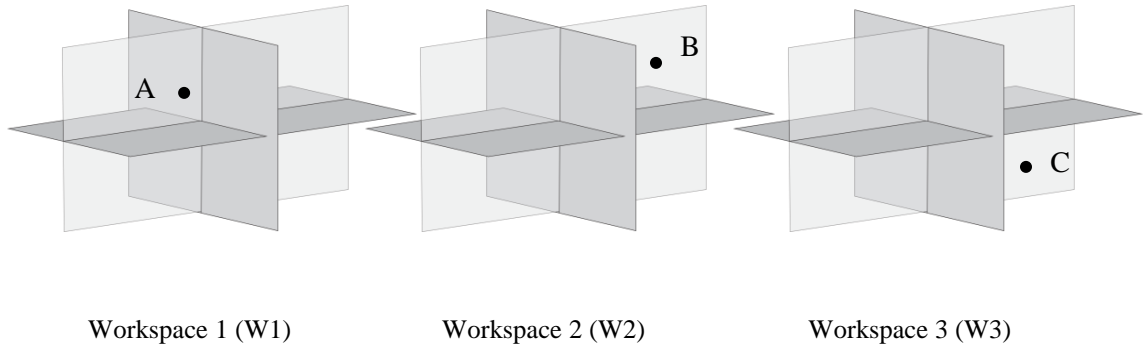 A
B
C
Workspace 1 (W1)
Workspace 2 (W2)
Workspace 3 (W3)